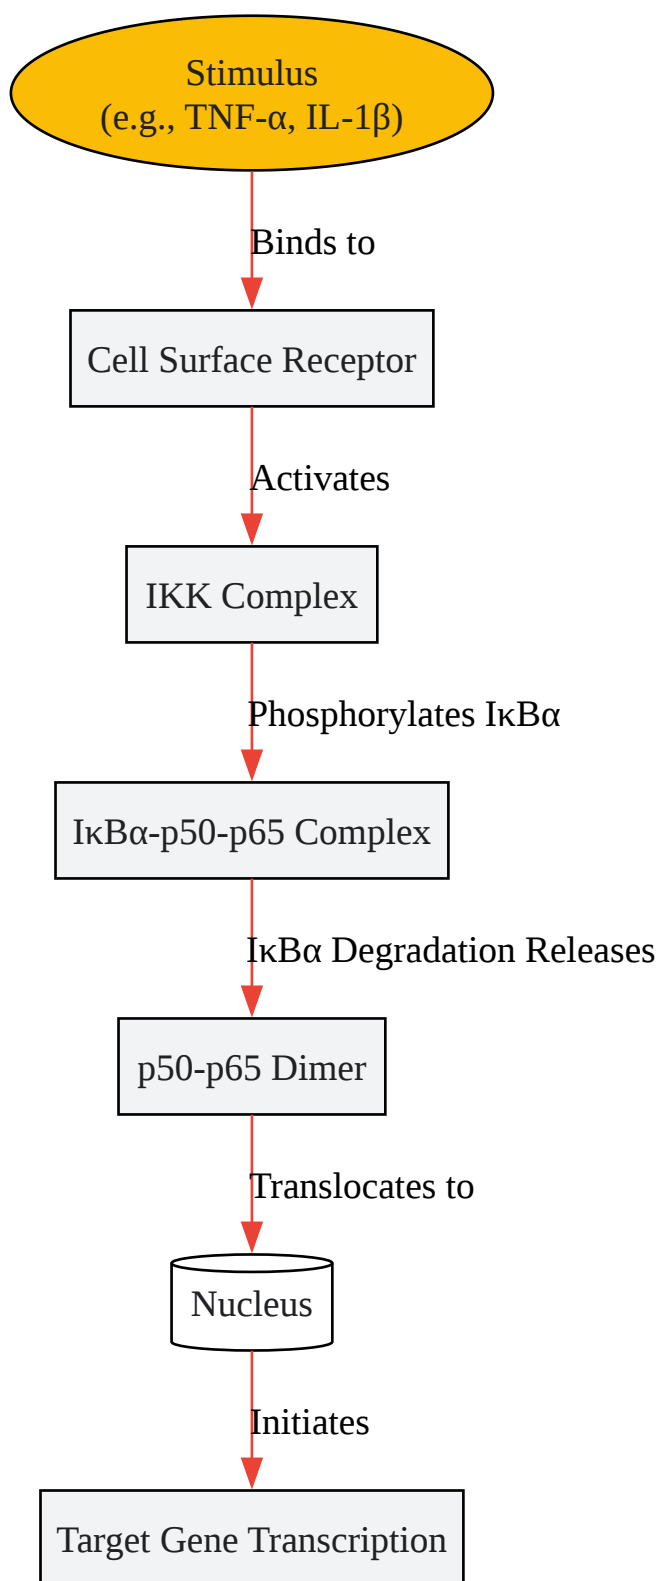 Stimulus
(e.g., TNF-α, IL-1β)
Binds to
Cell Surface Receptor
Activates
IKK Complex
Phosphorylates IκBα
IκBα-p50-p65 Complex
IκBα Degradation Releases
p50-p65 Dimer
Translocates to
Nucleus
Initiates
Target Gene Transcription